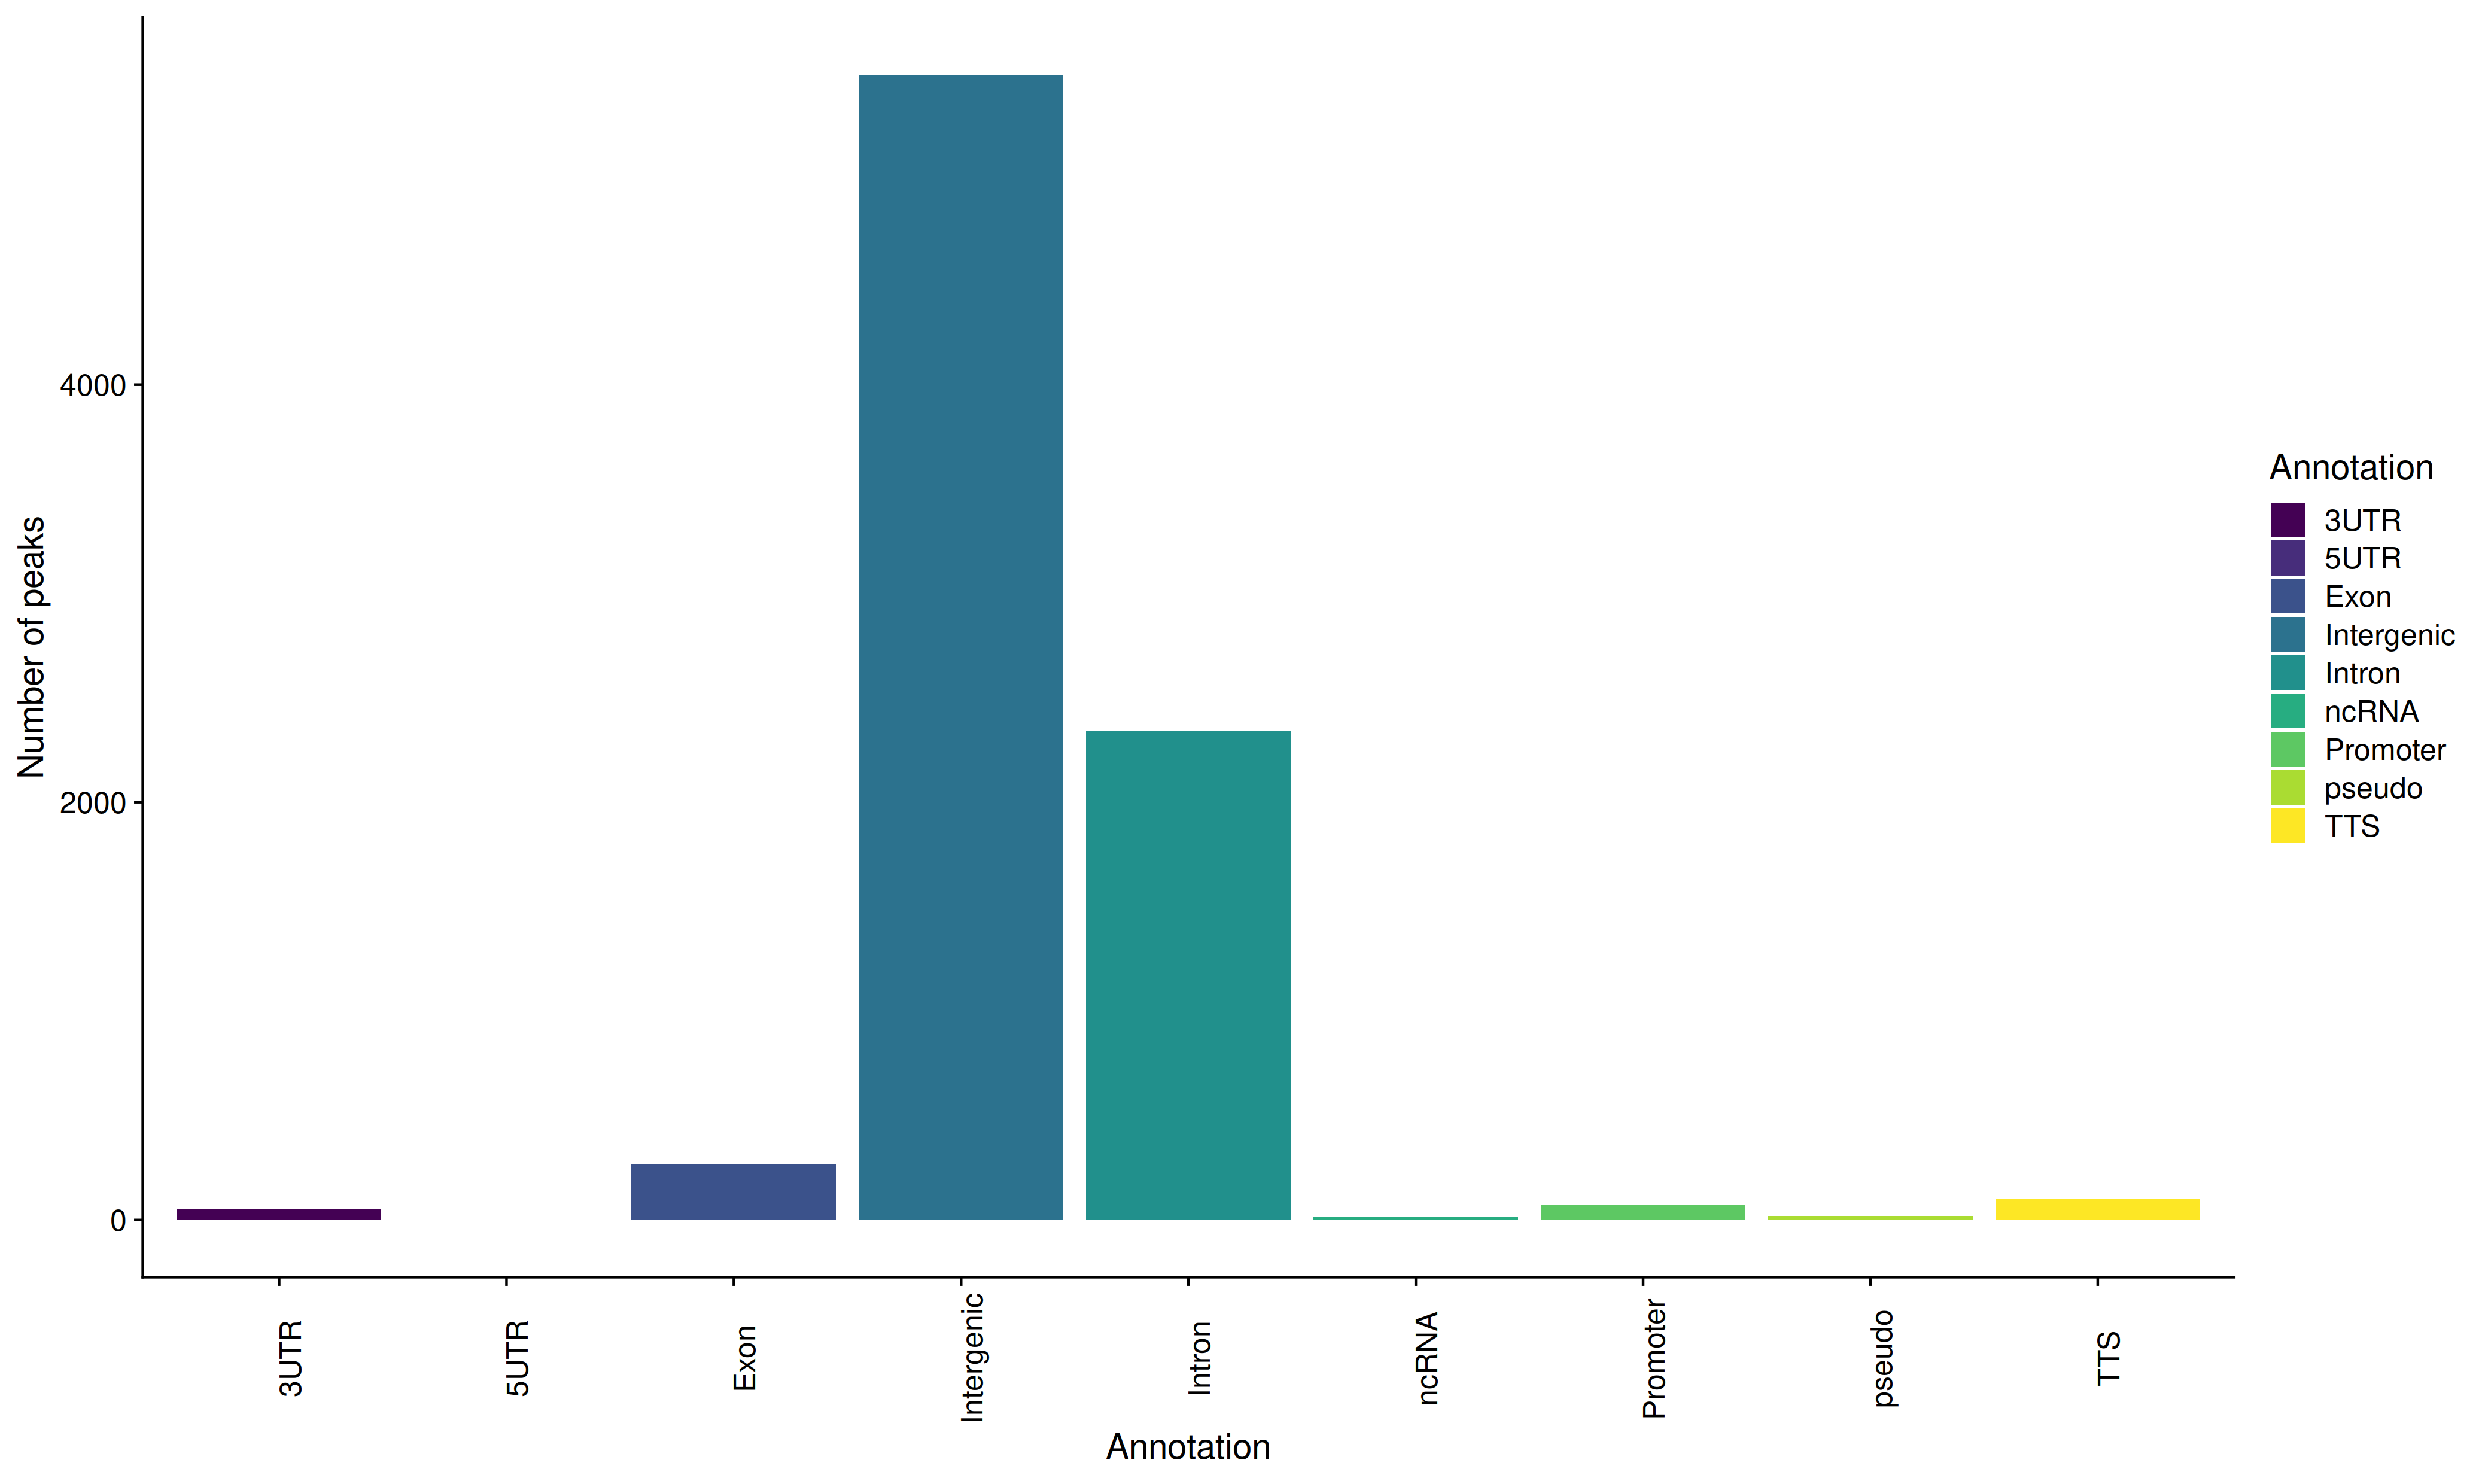 Number of peaks
4000
2000
0
3UTR
5UTR
Exon
Intergenic
Intron
ncRNA
Promoter
pseudo
TTS
Annotation
Annotation
3UTR
5UTR
Exon
Intergenic
Intron
ncRNA
Promoter
pseudo
TTS